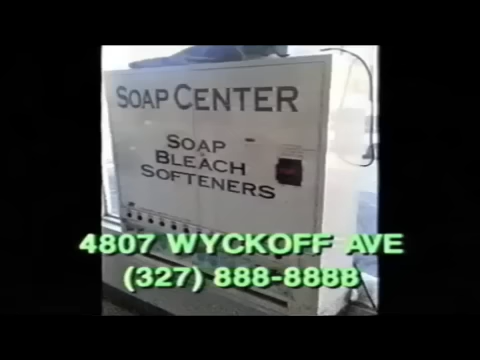 SOAP CENTER
SOAP
BLEACH
SOFTENERS
4807 WYCKOFF AVE
(327) 888-8888